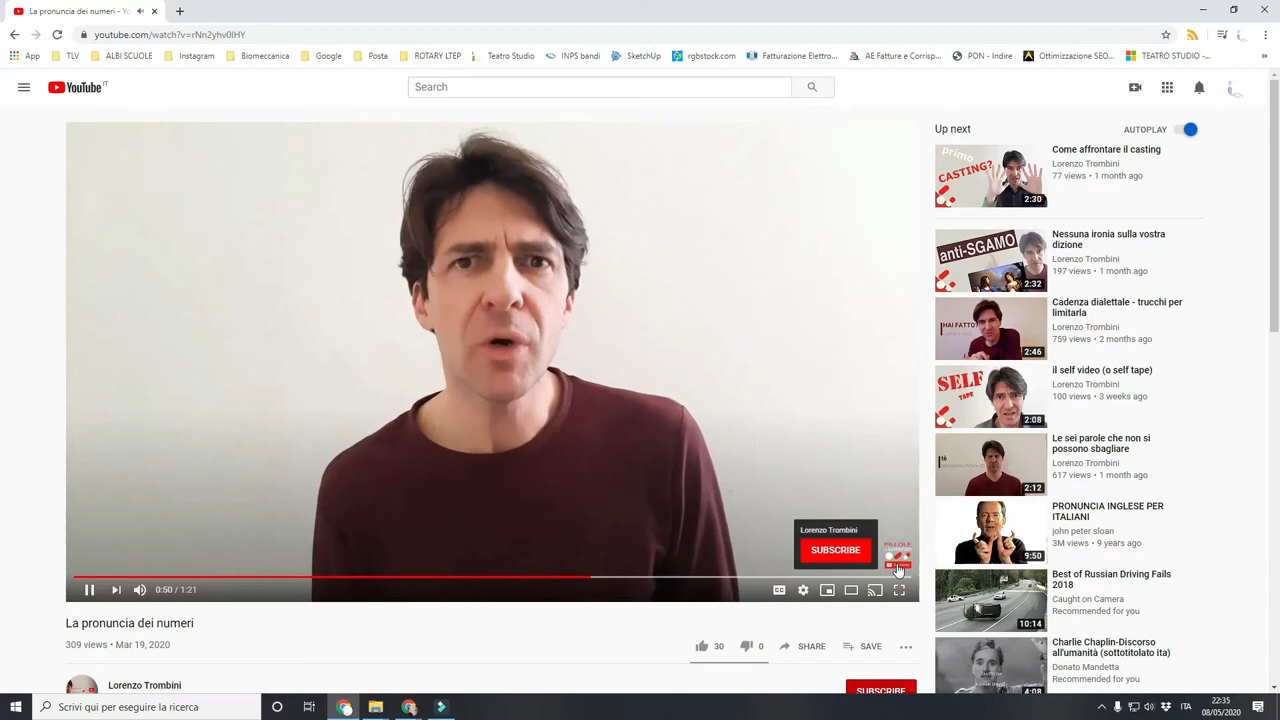 La pronuncia dei numeri - Yo
youtube.com/watch?v=rNn2yhv0IHY
App
TLV
ALBI SCUOLE
Instagram
Biomeccanica
Google
Posta
ROTARY LTEP
Teatro Studio
INPS bandi
SketchUp
rgbstock.com
Fatturazione Elettro...
AE Fatture e Corrisp...
PON - Indire
Ottimizzazione SEO...
TEATRO STUDIO -...
YouTube IT
Search
Lorenzo Trombini
SUBSCRIBE
PILLOLE
0:50 / 1:21
La pronuncia dei numeri
309 views • Mar 19, 2020
30
0
SHARE
SAVE
Lorenzo Trombini
SUBSCRIBE
Up next
AUTOPLAY
primo
CASTING?
2:30
Come affrontare il casting
Lorenzo Trombini
77 views • 1 month ago
anti-SGAMO
2:32
Nessuna ironia sulla vostra
dizione
Lorenzo Trombini
197 views • 1 month ago
HAI FATTO?
2:46
Cadenza dialettale - trucchi per
limitarla
Lorenzo Trombini
759 views • 2 months ago
SELF
TAPE
2:08
il self video (o self tape)
Lorenzo Trombini
100 views • 3 weeks ago
tè
2:12
Le sei parole che non si
possono sbagliare
Lorenzo Trombini
617 views • 1 month ago
9:50
PRONUNCIA INGLESE PER
ITALIANI
john peter sloan
3M views • 9 years ago
10:14
Best of Russian Driving Fails
2018
Caught on Camera
Recommended for you
4:08
Charlie Chaplin-Discorso
all'umanità (sottotitolato ita)
Donato Mandetta
Recommended for you
Scrivi qui per eseguire la ricerca
ITA
22:35
08/05/2020